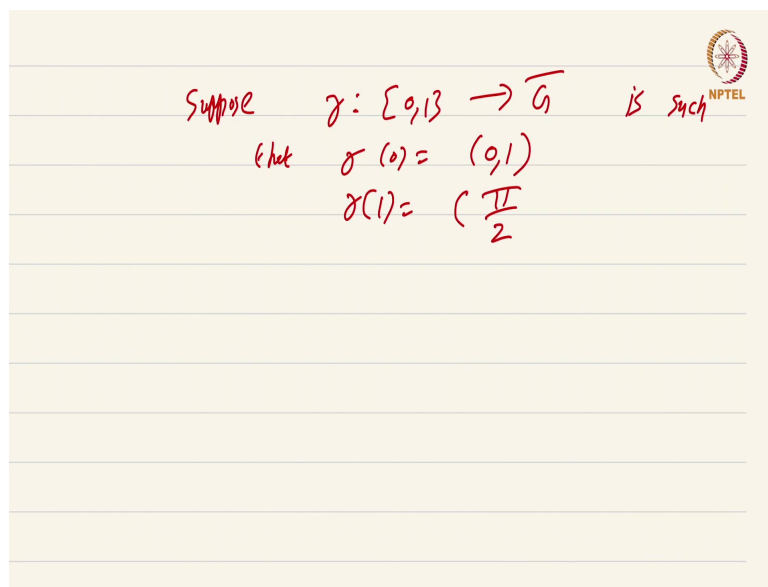 NPTEL
Suppose γ: [0,1] → G̅ is such
that γ(0) = (0,1)
γ(1) = ( π/2